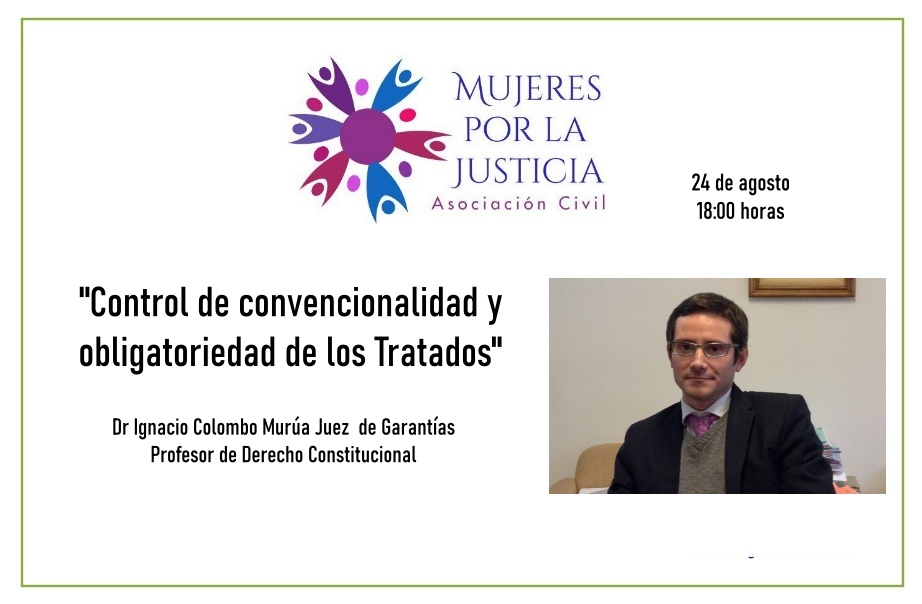 MUJERES
POR LA
JUSTICIA
Asociación Civil
24 de agosto
18:00 horas
"Control de convencionalidad y
obligatoriedad de los Tratados"
Dr Ignacio Colombo Murúa Juez de Garantías
Profesor de Derecho Constitucional